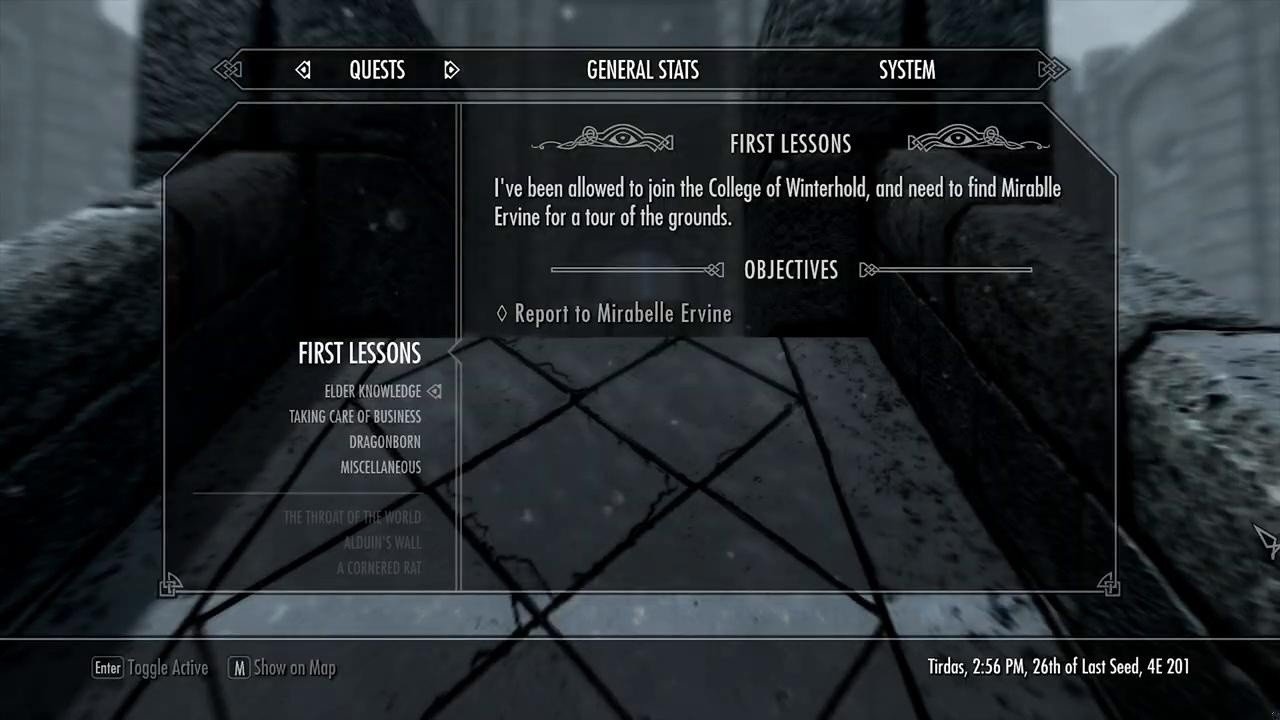 QUESTS
GENERAL STATS
SYSTEM
FIRST LESSONS
I've been allowed to join the College of Winterhold, and need to find Mirablle
Ervine for a tour of the grounds.
OBJECTIVES
Report to Mirabelle Ervine
FIRST LESSONS
ELDER KNOWLEDGE
TAKING CARE OF BUSINESS
DRAGONBORN
MISCELLANEOUS
THE THROAT OF THE WORLD
ALDUIN'S WALL
A CORNERED RAT
Enter Toggle Active
M Show on Map
Tirdas, 2:56 PM, 26th of Last Seed, 4E 201